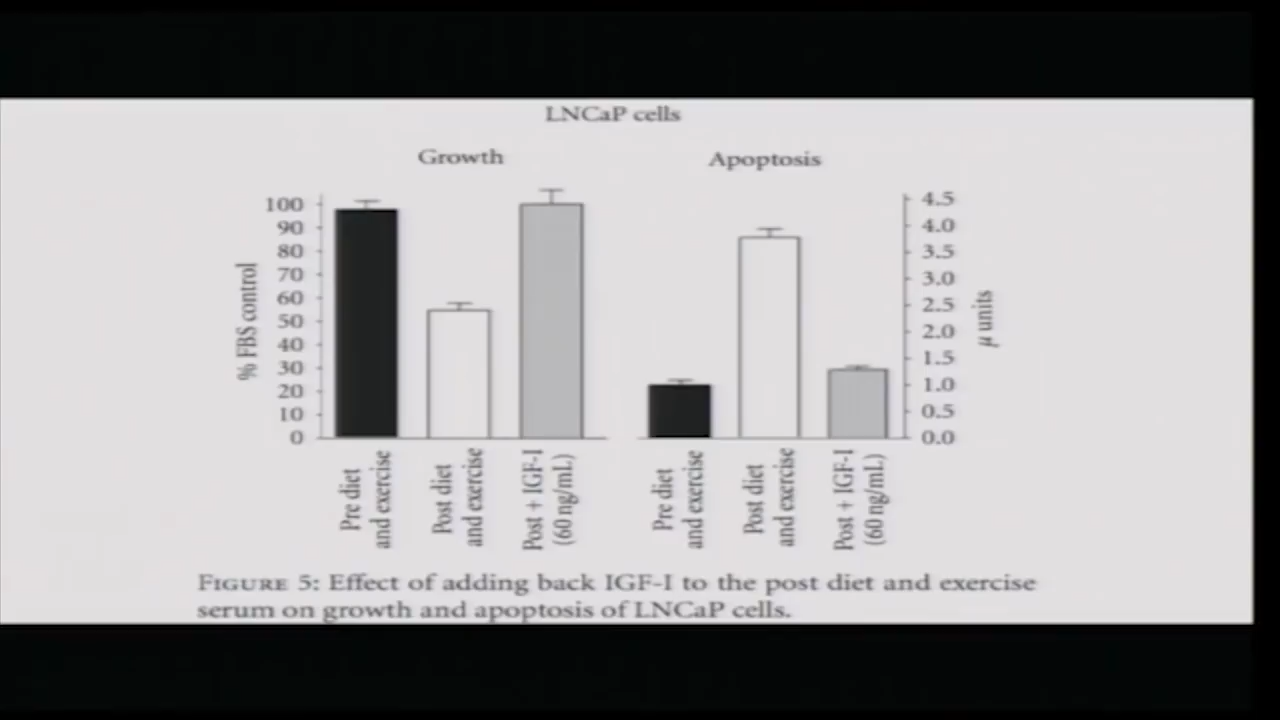 LNCaP cells
Growth
Apoptosis
% FBS control
100
90
80
70
60
50
40
30
20
10
0
4.5
4.0
3.5
3.0
2.5
2.0
1.5
1.0
0.5
0.0
μ units
Pre diet
and exercise
Post diet
and exercise
Post + IGF-I
(60 ng/mL)
Pre diet
and exercise
Post diet
and exercise
Post + IGF-I
(60 ng/mL)
FIGURE 5: Effect of adding back IGF-I to the post diet and exercise
serum on growth and apoptosis of LNCaP cells.